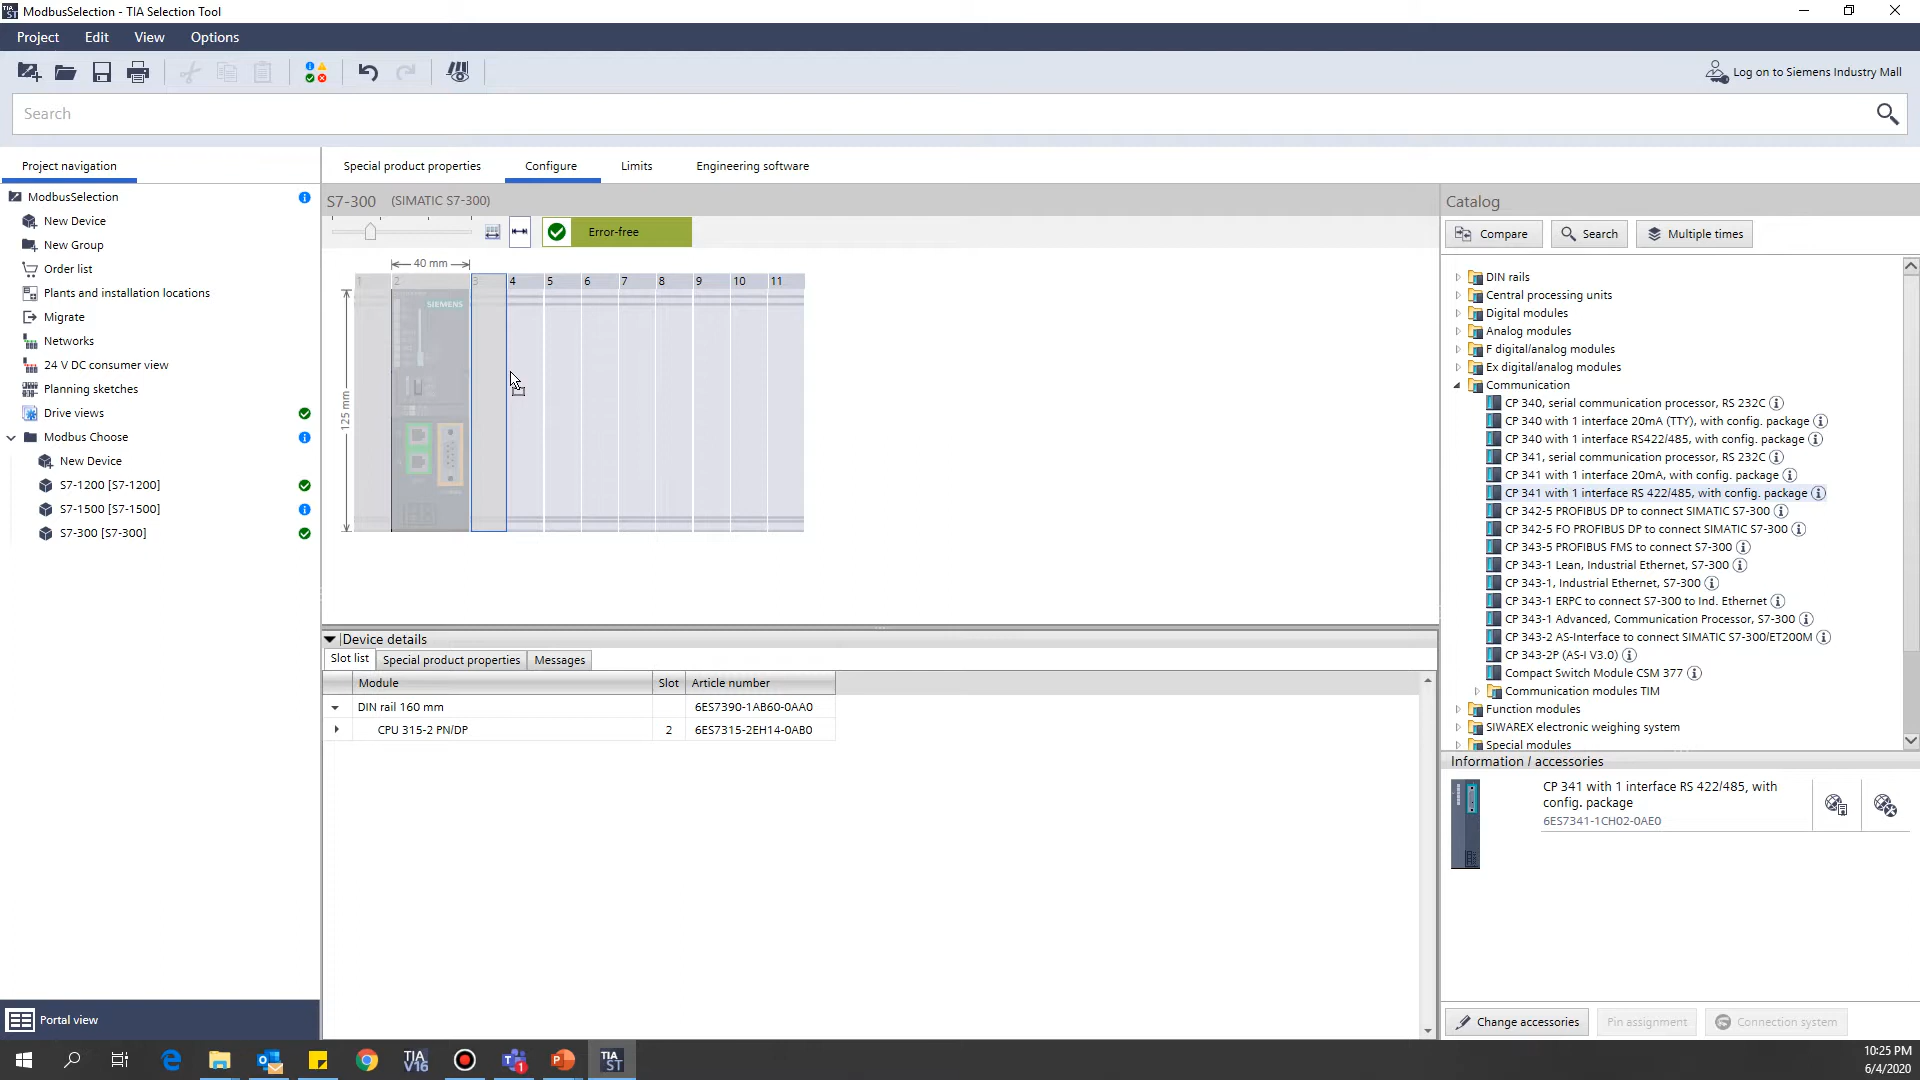 ModbusSelection - TIA Selection Tool
Project Edit View Options
Log on to Siemens Industry Mall
Search
Project navigation
ModbusSelection
New Device
New Group
Order list
Plants and installation locations
Migrate
Networks
24 V DC consumer view
Planning sketches
Drive views
Modbus Choose
New Device
S7-1200 [S7-1200]
S7-1500 [S7-1500]
S7-300 [S7-300]
Portal view
Special product properties Configure Limits Engineering software
S7-300 (SIMATIC S7-300)
Error-free
40 mm
1 2 3 4 5 6 7 8 9 10 11
SIEMENS
125 mm
Device details
Slot list Special product properties Messages
Module Slot Article number
DIN rail 160 mm 6ES7390-1AB60-0AA0
CPU 315-2 PN/DP 2 6ES7315-2EH14-0AB0
Catalog
Compare Search Multiple times
DIN rails
Central processing units
Digital modules
Analog modules
F digital/analog modules
Ex digital/analog modules
Communication
CP 340, serial communication processor, RS 232C
CP 340 with 1 interface 20mA (TTY), with config. package
CP 340 with 1 interface RS422/485, with config. package
CP 341, serial communication processor, RS 232C
CP 341 with 1 interface 20mA, with config. package
CP 341 with 1 interface RS 422/485, with config. package
CP 342-5 PROFIBUS DP to connect SIMATIC S7-300
CP 342-5 FO PROFIBUS DP to connect SIMATIC S7-300
CP 343-5 PROFIBUS FMS to connect S7-300
CP 343-1 Lean, Industrial Ethernet, S7-300
CP 343-1, Industrial Ethernet, S7-300
CP 343-1 ERPC to connect S7-300 to Ind. Ethernet
CP 343-1 Advanced, Communication Processor, S7-300
CP 343-2 AS-Interface to connect SIMATIC S7-300/ET200M
CP 343-2P (AS-I V3.0)
Compact Switch Module CSM 377
Communication modules TIM
Function modules
SIWAREX electronic weighing system
Special modules
Information / accessories
CP 341 with 1 interface RS 422/485, with
config. package
6ES7341-1CH02-0AE0
Change accessories Pin assignment Connection system
TIA
V16
TIA
ST
1
10:25 PM
6/4/2020